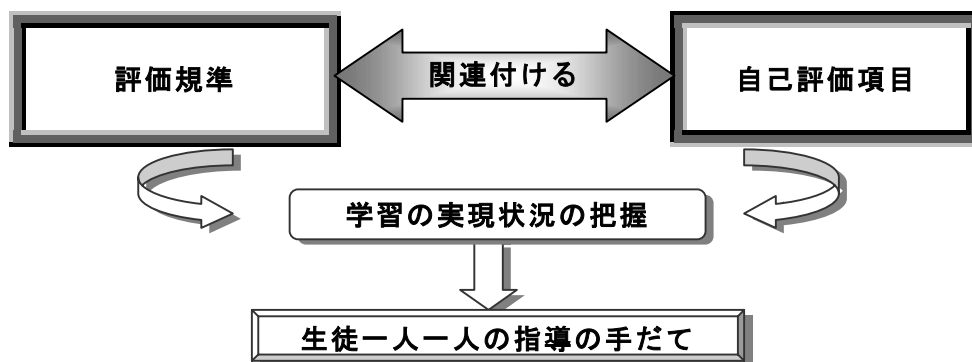 評価規準
関連付ける
自己評価項目
学習の実現状況の把握
生徒一人一人の指導の手だて